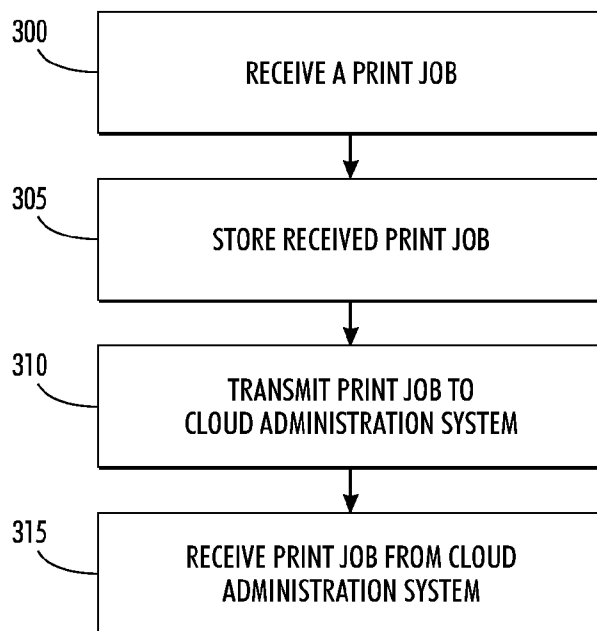 300
RECEIVE A PRINT JOB
305
STORE RECEIVED PRINT JOB
310
TRANSMIT PRINT JOB TO
CLOUD ADMINISTRATION SYSTEM
315
RECEIVE PRINT JOB FROM CLOUD
ADMINISTRATION SYSTEM